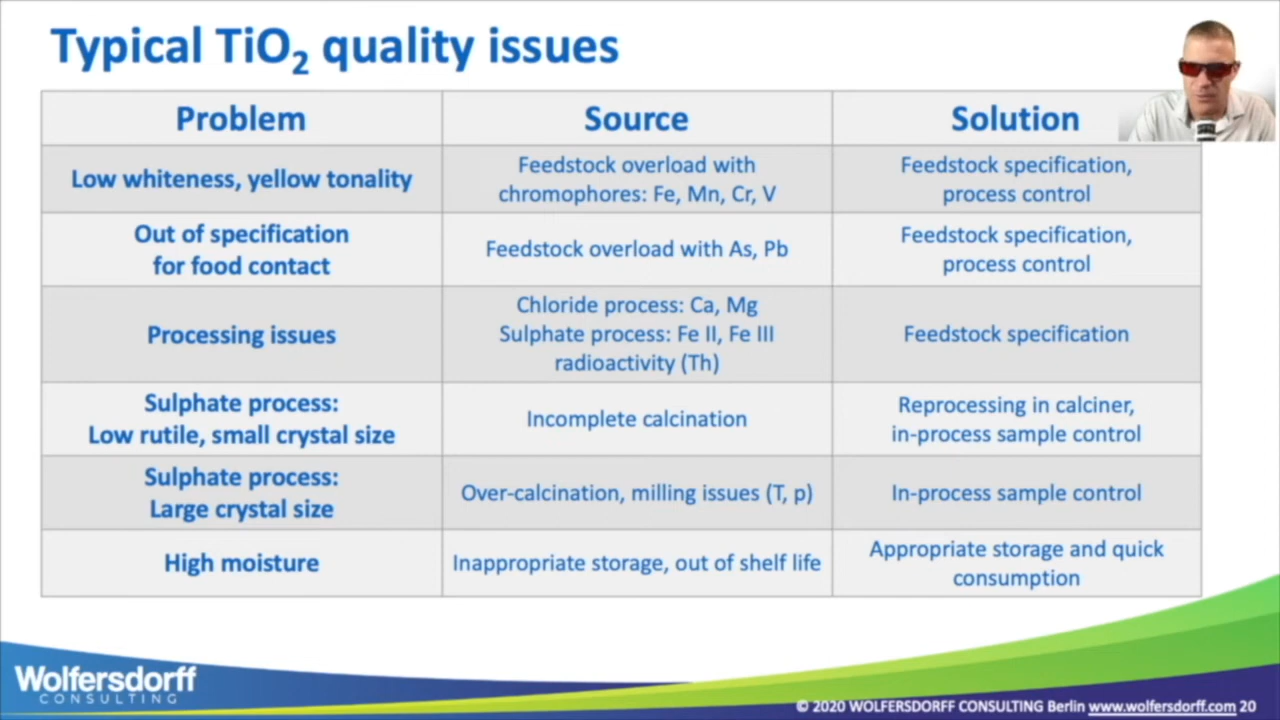 Typical TiO2 quality issues
Problem
Source
Solution
Low whiteness, yellow tonality
Feedstock overload with
chromophores: Fe, Mn, Cr, V
Feedstock specification,
process control
Out of specification
for food contact
Feedstock overload with As, Pb
Feedstock specification,
process control
Processing issues
Chloride process: Ca, Mg
Sulphate process: Fe II, Fe III
radioactivity (Th)
Feedstock specification
Sulphate process:
Low rutile, small crystal size
Incomplete calcination
Reprocessing in calciner,
in-process sample control
Sulphate process:
Large crystal size
Over-calcination, milling issues (T, p)
In-process sample control
High moisture
Inappropriate storage, out of shelf life
Appropriate storage and quick
consumption
Wolfersdorff
CONSULTING
© 2020 WOLFERSDORFF CONSULTING Berlin www.wolfersdorff.com 20